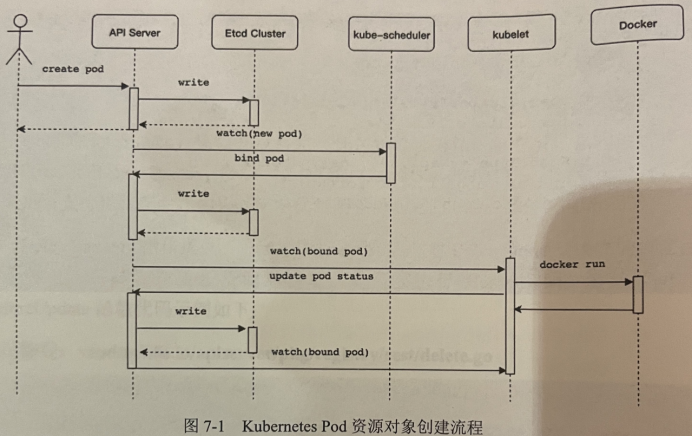 API Server
Etcd Cluster
kube-scheduler
kubelet
Docker
create pod
write
watch(new pod)
bind pod
write
watch(bound pod)
docker run
update pod status
write
watch(bound pod)
图 7-1 Kubernetes Pod 资源对象创建流程